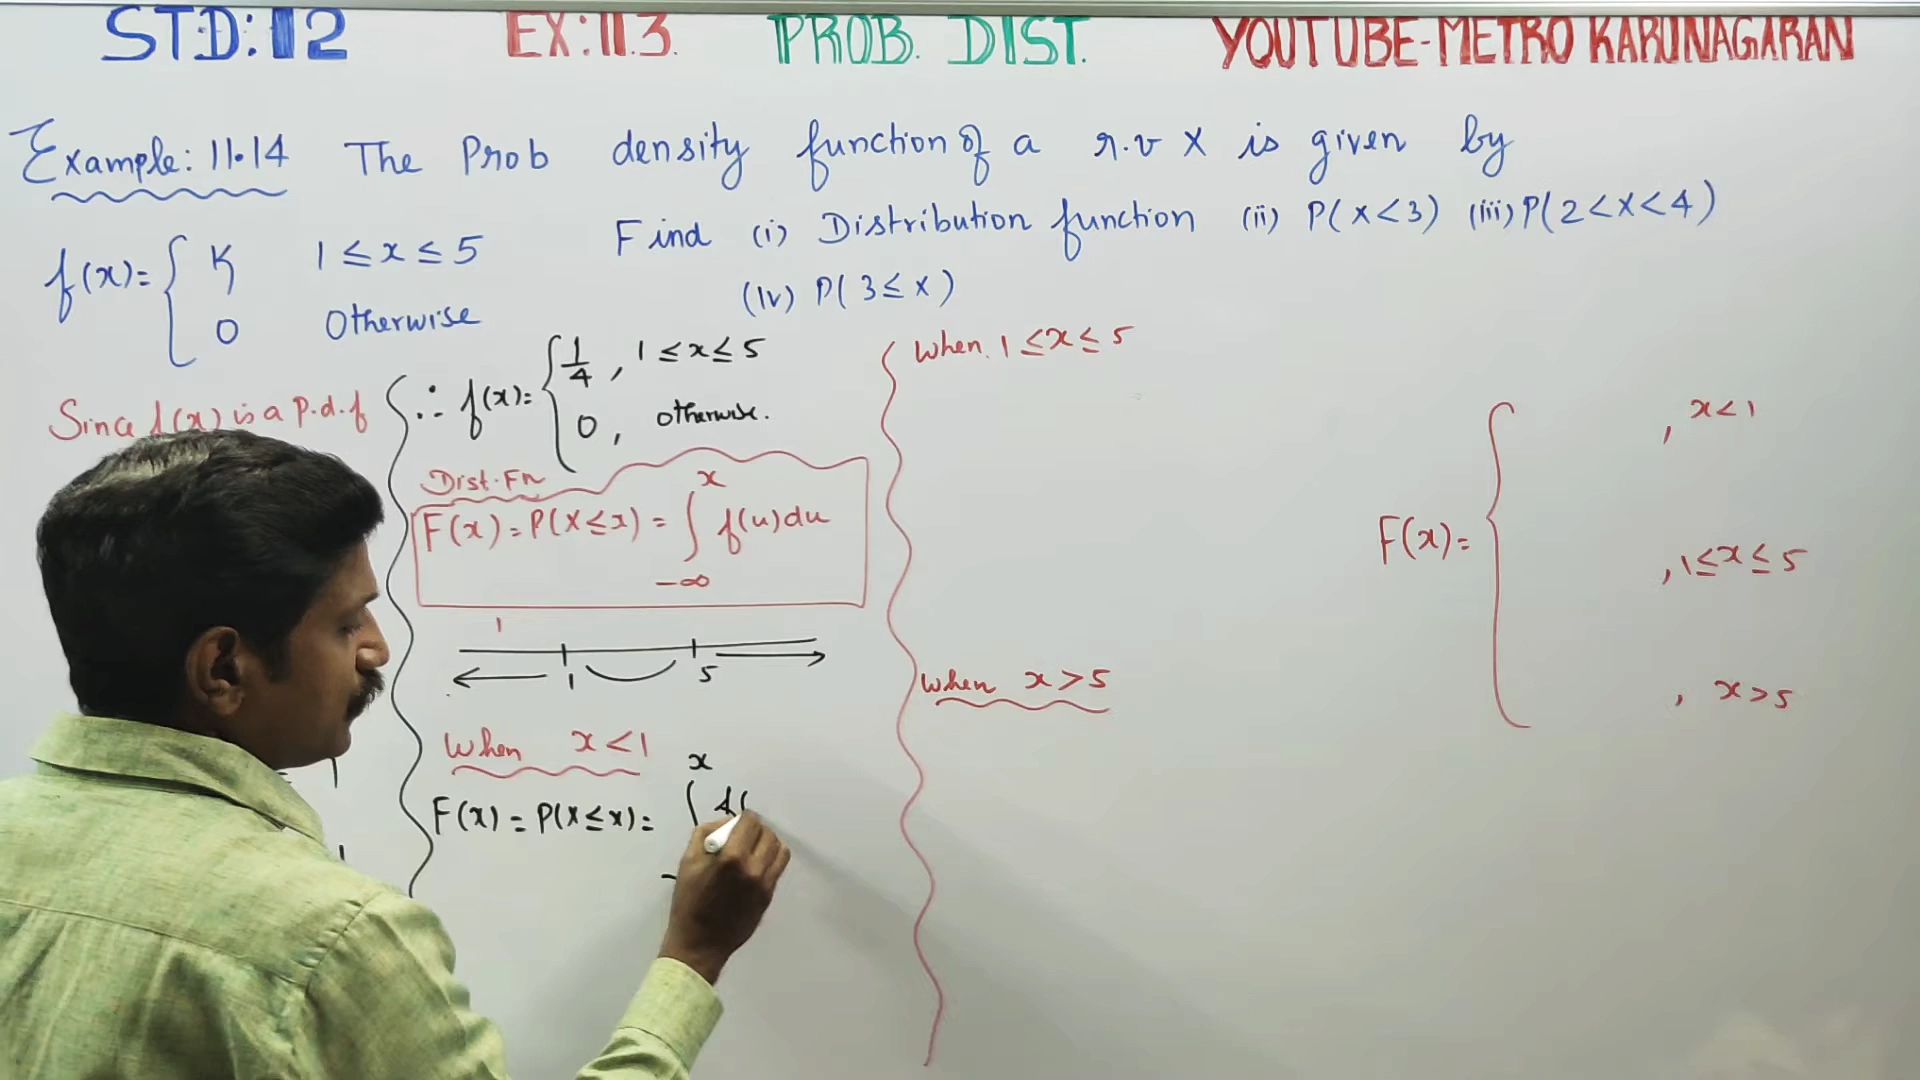 STD: 12 EX: 11.3. PROB. DIST. YOUTUBE-METRO KARUNAGARAN
Example: 11.14 The Prob density function of a r.v X is given by
f(x)= { K 1 ≤ x ≤ 5
0 Otherwise
Find (i) Distribution function (ii) P(X<3) (iii) P(2<X<4)
(iv) P(3≤X)
Since f(x) is a p.d.f
∴ f(x)= { 1/4 , 1 ≤ x ≤ 5
0 , otherwise.
Dist. Fn
F(x) = P(X≤x) = ∫ -∞ x f(u)du
1
1 5
When x<1
F(x) = P(X≤x) = ∫ x f(
When 1 ≤ x ≤ 5
When x>5
F(x)= { , x<1
, 1≤x≤5
, x>5